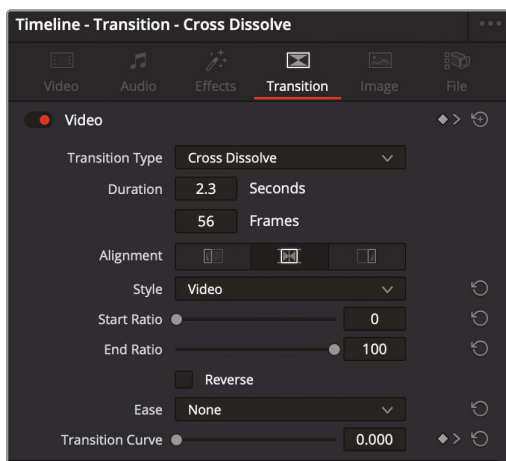 Timeline - Transition - Cross Dissolve
Video Audio Effects Transition Image File
Video
Transition Type Cross Dissolve
Duration 2.3 Seconds
56 Frames
Alignment
Style Video
Start Ratio 0
End Ratio 100
Reverse
Ease None
Transition Curve 0.000